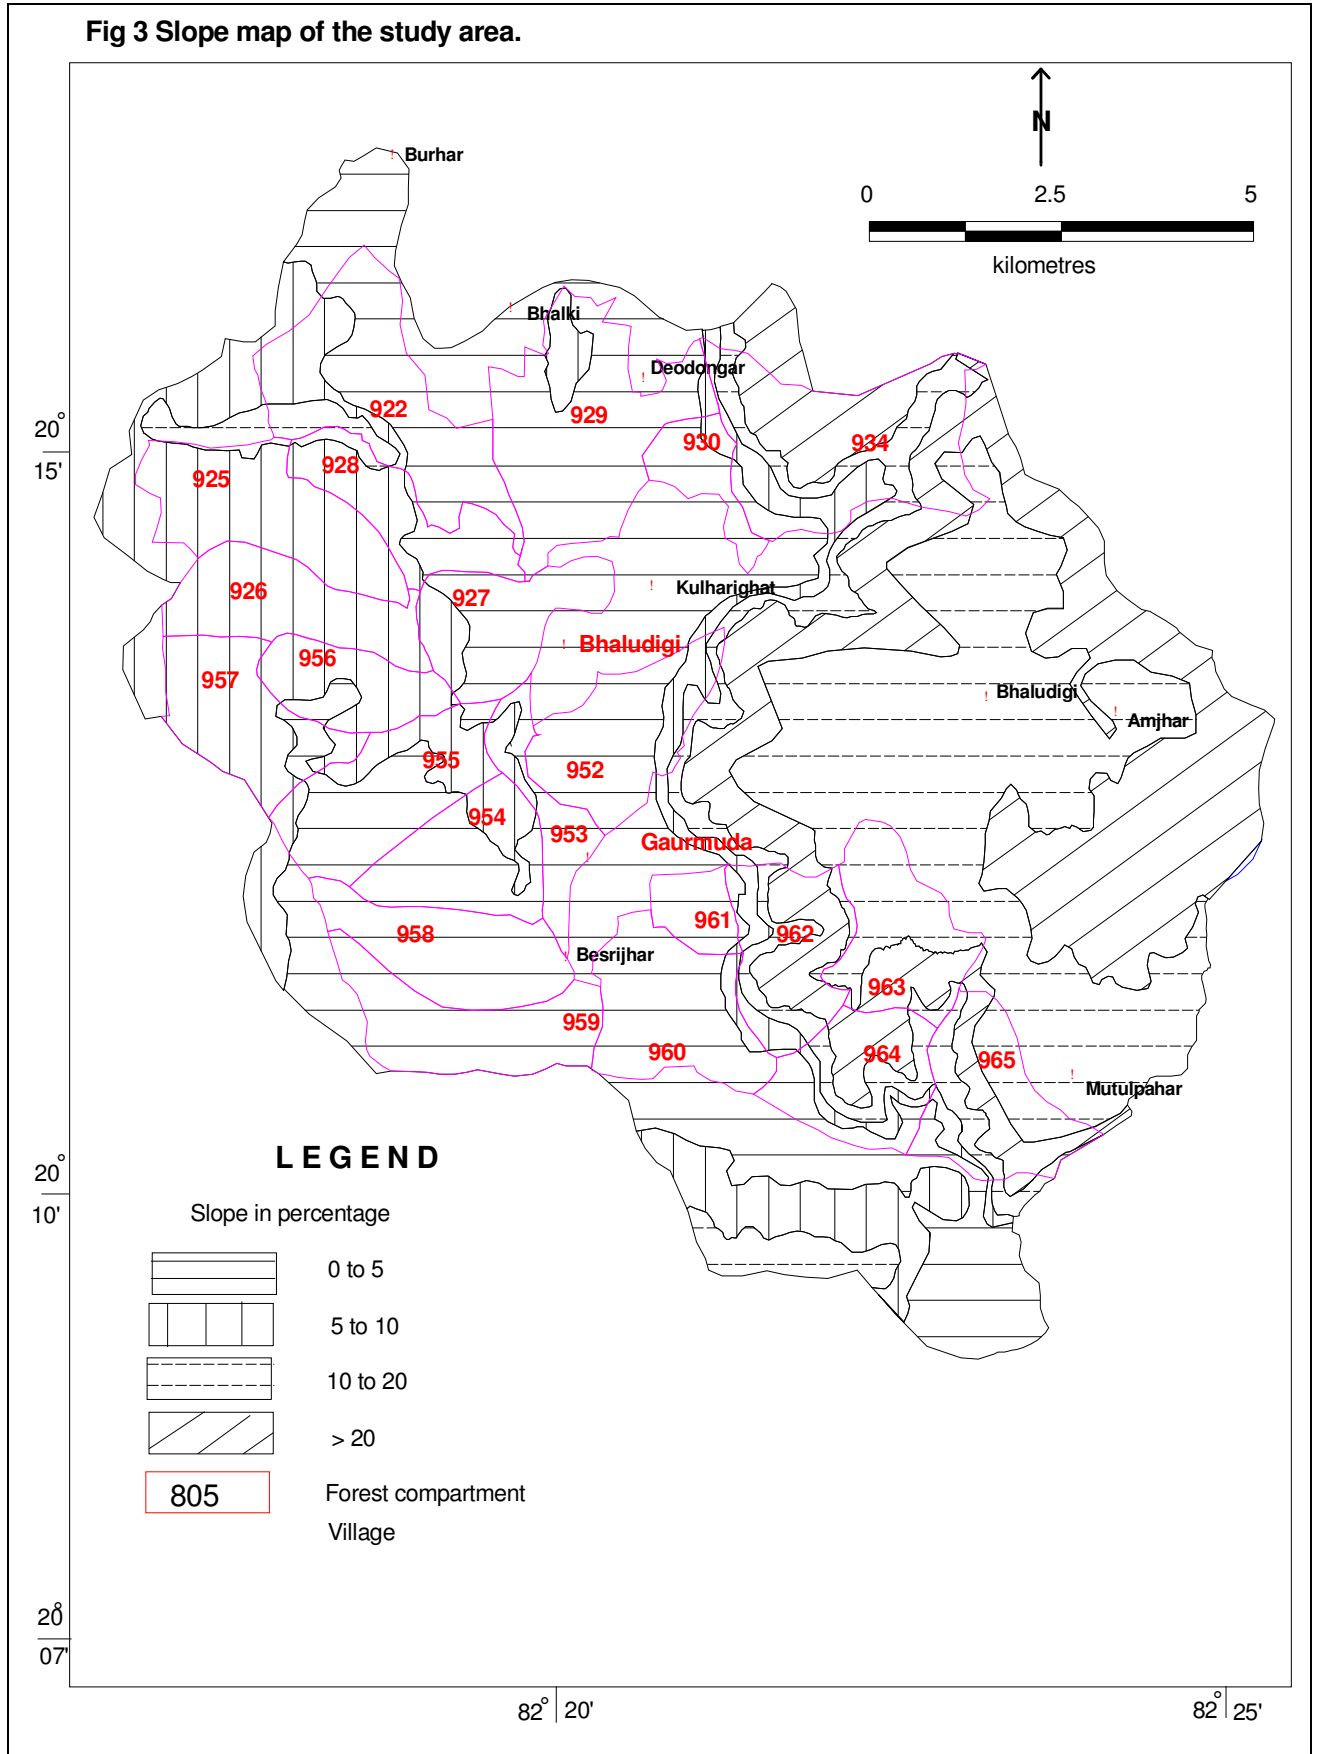 Fig 3 Slope map of the study area.
N
0 2.5 5
kilometres
Burhar
Bhalki
Deodongar
922
929
930
934
20°
15'
925
928
926
927
Kulharighat
Bhaludigi
956
957
Bhaludigi
Amjhar
955
952
954
953
Gaurmuda
958
961
962
Besrijhar
963
959
960
964
965
Mutulpahar
LEGEND
20°
10'
Slope in percentage
0 to 5
5 to 10
10 to 20
> 20
805 Forest compartment
Village
20°
07'
82° 20'
82° 25'